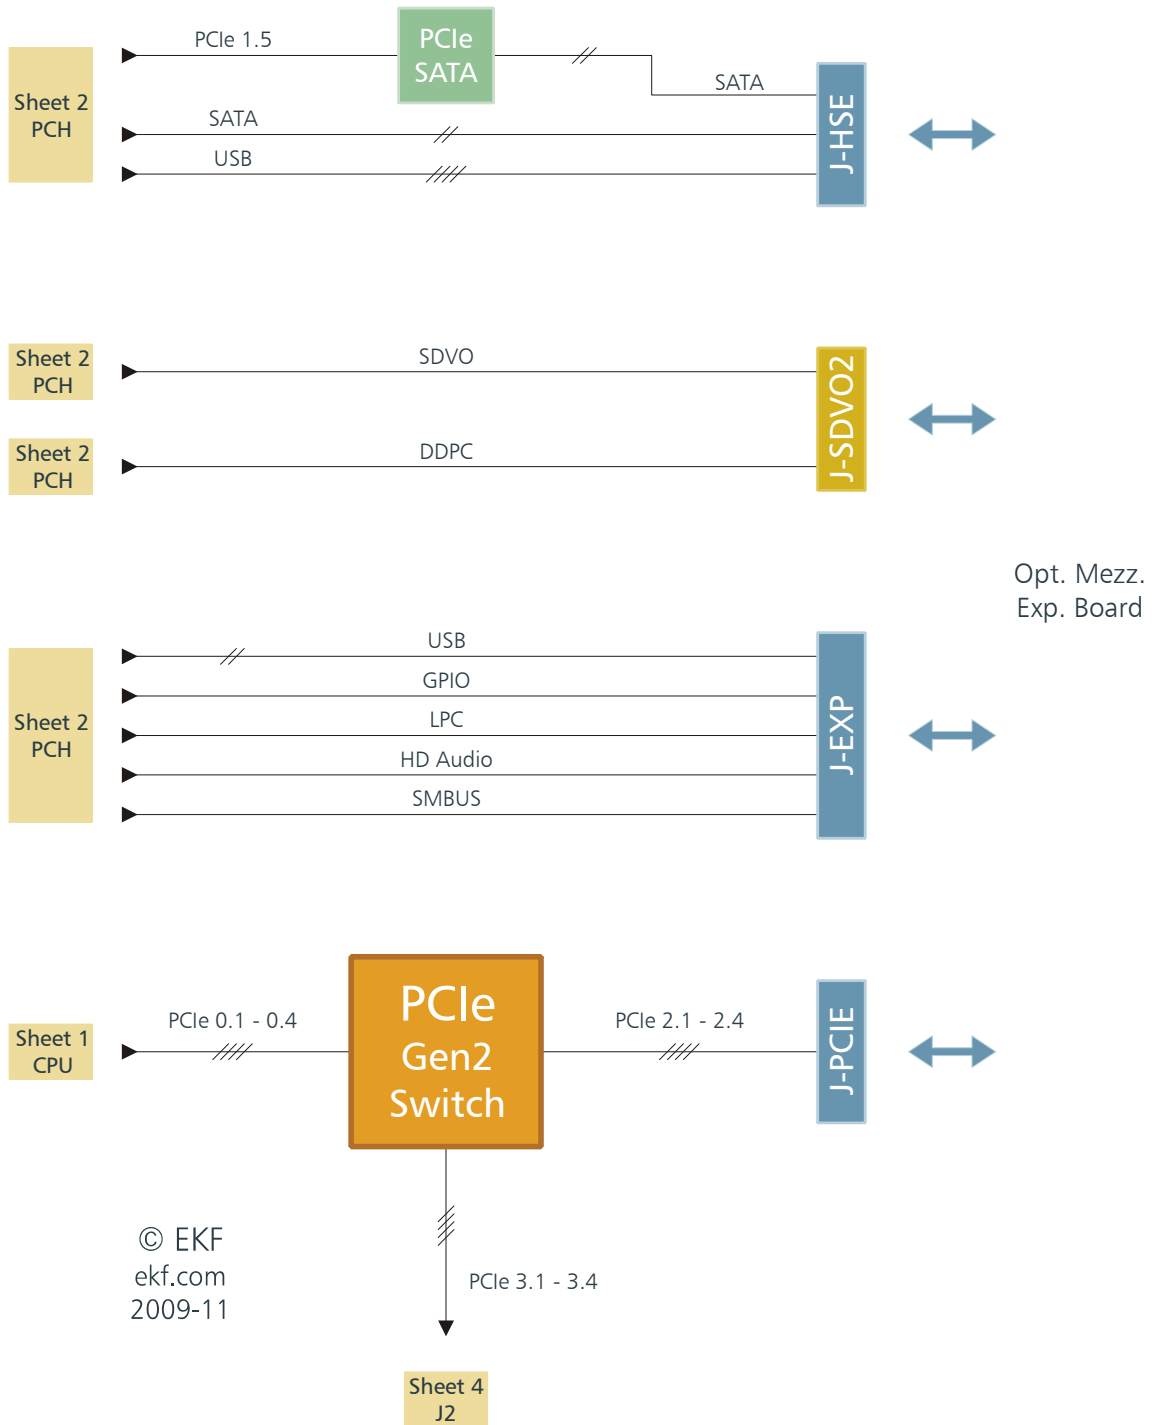 PCIe 1.5
PCIe
SATA
SATA
Sheet 2
PCH
SATA
USB
J-HSE
Sheet 2
PCH
SDVO
J-SDVO2
Sheet 2
PCH
DDPC
Opt. Mezz.
Exp. Board
USB
GPIO
Sheet 2
PCH
LPC
HD Audio
SMBUS
J-EXP
Sheet 1
CPU
PCIe 0.1 - 0.4
PCIe
Gen2
Switch
PCIe 2.1 - 2.4
J-PCIE
© EKF
ekf.com
2009-11
PCIe 3.1 - 3.4
Sheet 4
J2